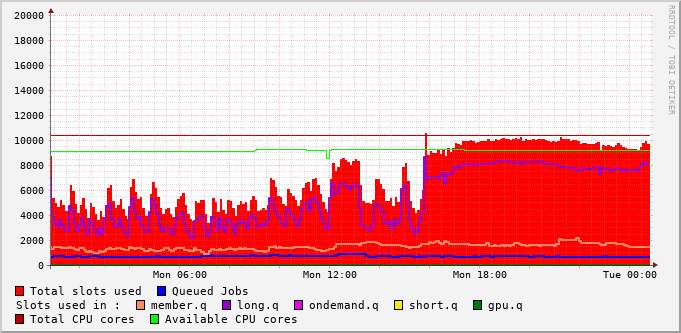 20000
18000
16000
14000
12000
10000
8000
6000
4000
2000
0
Mon 06:00 Mon 12:00 Mon 18:00 Tue 00:00
RRDTOOL / TOBI OETIKER
Total slots used Queued Jobs
Slots used in : member.q long.q ondemand.q short.q gpu.q
Total CPU cores Available CPU cores